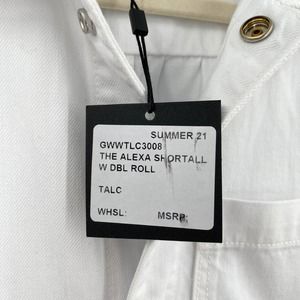 SUMMER 21
GWWTLC3008
THE ALEXA SHORTALL
W DBL ROLL
TALC
WHSL: MSRP: